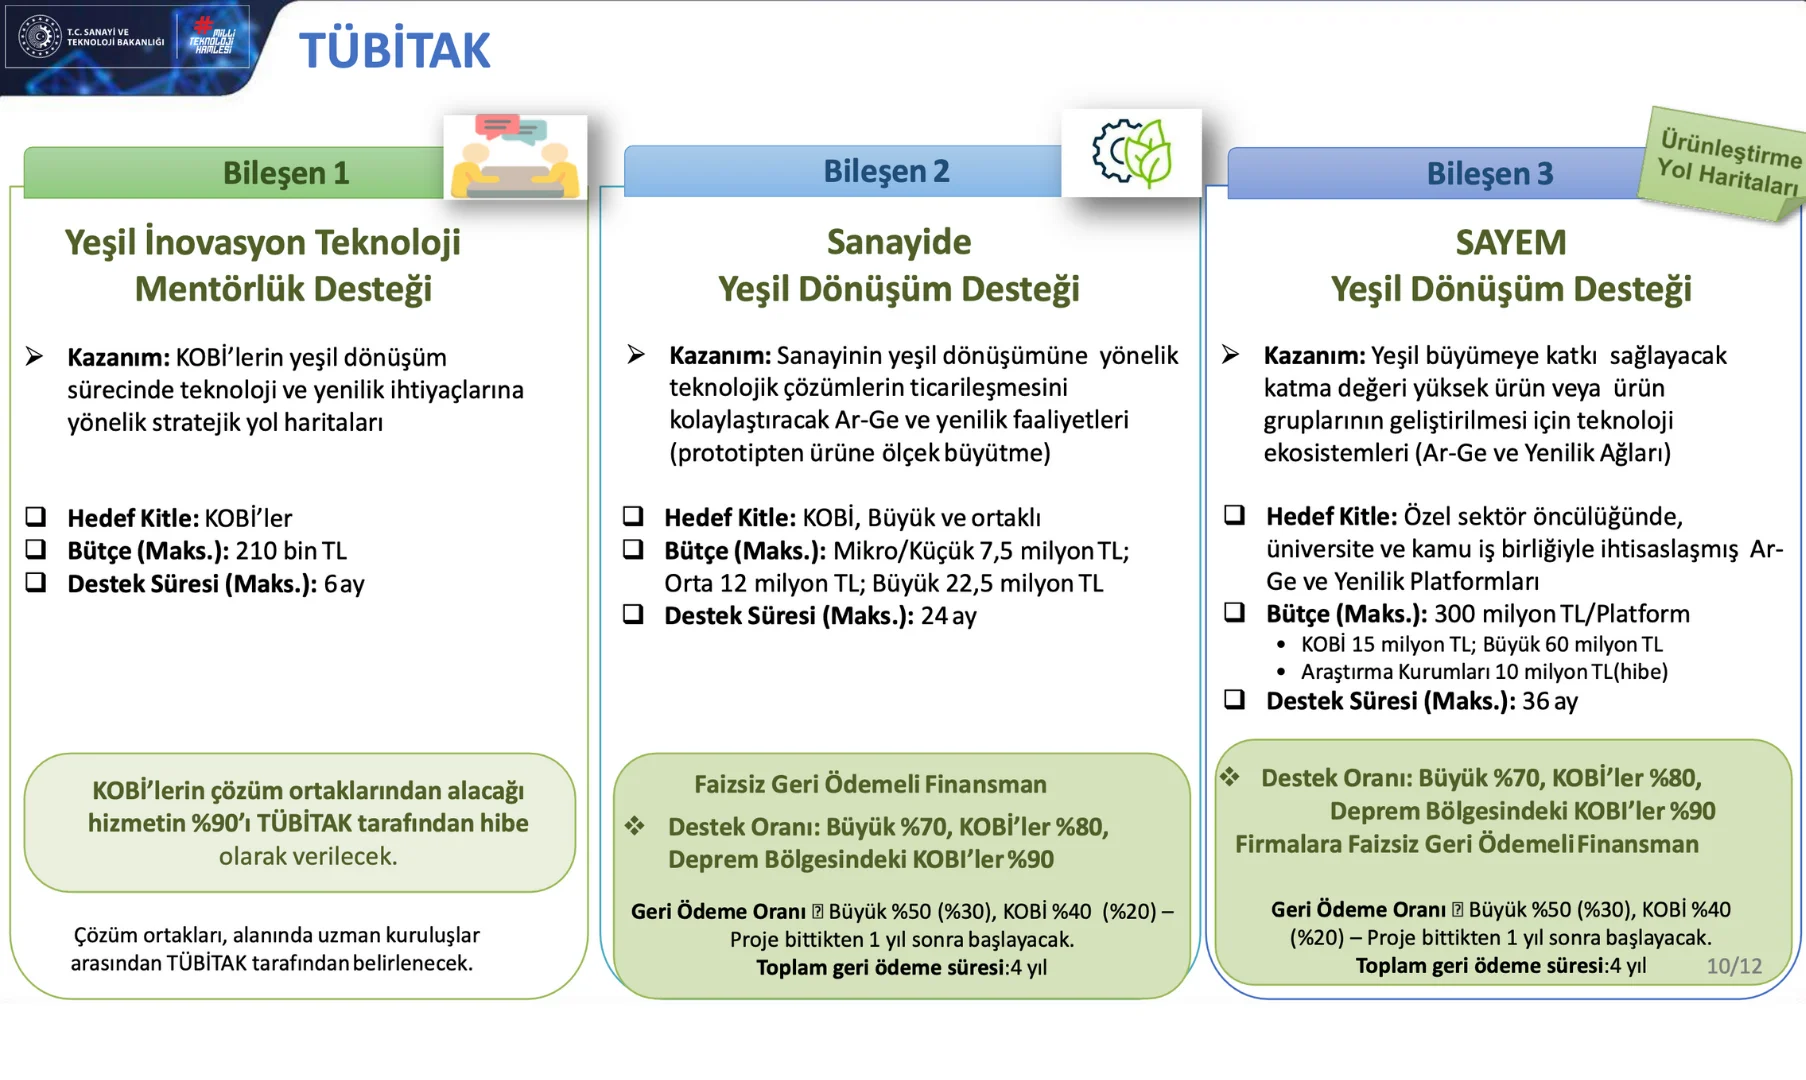 T.C. SANAYİ VE
TEKNOLOJİ BAKANLIĞI
#MİLLİ
TEKNOLOJİ
HAMLESİ
TÜBİTAK
Bileşen 1
Yeşil İnovasyon Teknoloji
Mentörlük Desteği
➢ Kazanım: KOBİ’lerin yeşil dönüşüm
sürecinde teknoloji ve yenilik ihtiyaçlarına
yönelik stratejik yol haritaları
❑ Hedef Kitle: KOBİ’ler
❑ Bütçe (Maks.): 210 bin TL
❑ Destek Süresi (Maks.): 6 ay
KOBİ’lerin çözüm ortaklarından alacağı
hizmetin %90’ı TÜBİTAK tarafından hibe
olarak verilecek.
Çözüm ortakları, alanında uzman kuruluşlar
arasından TÜBİTAK tarafından belirlenecek.
Bileşen 2
Sanayide
Yeşil Dönüşüm Desteği
➢ Kazanım: Sanayinin yeşil dönüşümüne yönelik
teknolojik çözümlerin ticarileşmesini
kolaylaştıracak Ar-Ge ve yenilik faaliyetleri
(prototipten ürüne ölçek büyütme)
❑ Hedef Kitle: KOBİ, Büyük ve ortaklı
❑ Bütçe (Maks.): Mikro/Küçük 7,5 milyon TL;
Orta 12 milyon TL; Büyük 22,5 milyon TL
❑ Destek Süresi (Maks.): 24 ay
Faizsiz Geri Ödemeli Finansman
❖ Destek Oranı: Büyük %70, KOBİ’ler %80,
Deprem Bölgesindeki KOBI’ler %90
Geri Ödeme Oranı ⍰ Büyük %50 (%30), KOBİ %40 (%20) –
Proje bittikten 1 yıl sonra başlayacak.
Toplam geri ödeme süresi:4 yıl
Bileşen 3
Ürünleştirme
Yol Haritaları
SAYEM
Yeşil Dönüşüm Desteği
➢ Kazanım: Yeşil büyümeye katkı sağlayacak
katma değeri yüksek ürün veya ürün
gruplarının geliştirilmesi için teknoloji
ekosistemleri (Ar-Ge ve Yenilik Ağları)
❑ Hedef Kitle: Özel sektör öncülüğünde,
üniversite ve kamu iş birliğiyle ihtisaslaşmış Ar-
Ge ve Yenilik Platformları
❑ Bütçe (Maks.): 300 milyon TL/Platform
• KOBİ 15 milyon TL; Büyük 60 milyon TL
• Araştırma Kurumları 10 milyon TL(hibe)
❑ Destek Süresi (Maks.): 36 ay
❖ Destek Oranı: Büyük %70, KOBİ’ler %80,
Deprem Bölgesindeki KOBI’ler %90
Firmalara Faizsiz Geri Ödemeli Finansman
Geri Ödeme Oranı ⍰ Büyük %50 (%30), KOBİ %40
(%20) – Proje bittikten 1 yıl sonra başlayacak.
Toplam geri ödeme süresi:4 yıl
10/12